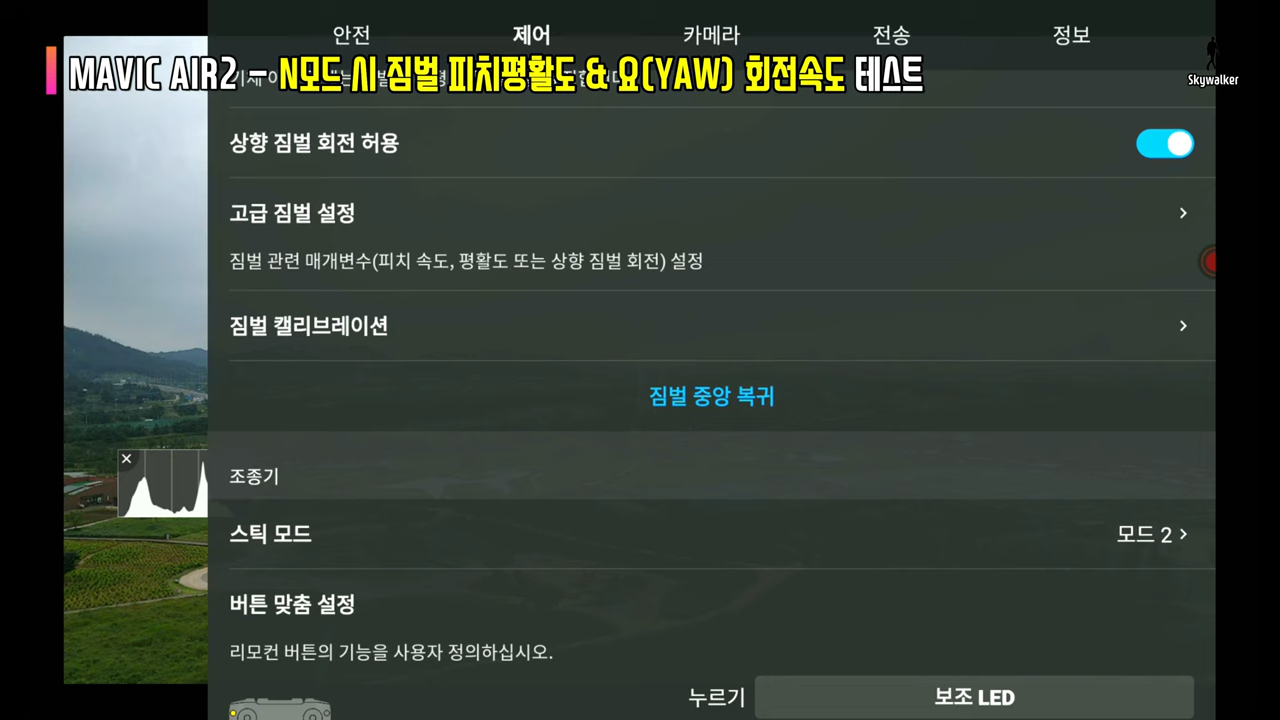 안전 제어 카메라 전송 정보
MAVIC AIR2 - N모드 시 짐벌 피치평활도 & 요(YAW) 회전속도 테스트
Skywalker
상향 짐벌 회전 허용
고급 짐벌 설정
짐벌 관련 매개변수(피치 속도, 평활도 또는 상향 짐벌 회전) 설정
짐벌 캘리브레이션
짐벌 중앙 복귀
조종기
스틱 모드 모드 2
버튼 맞춤 설정
리모컨 버튼의 기능을 사용자 정의하십시오.
누르기 보조 LED